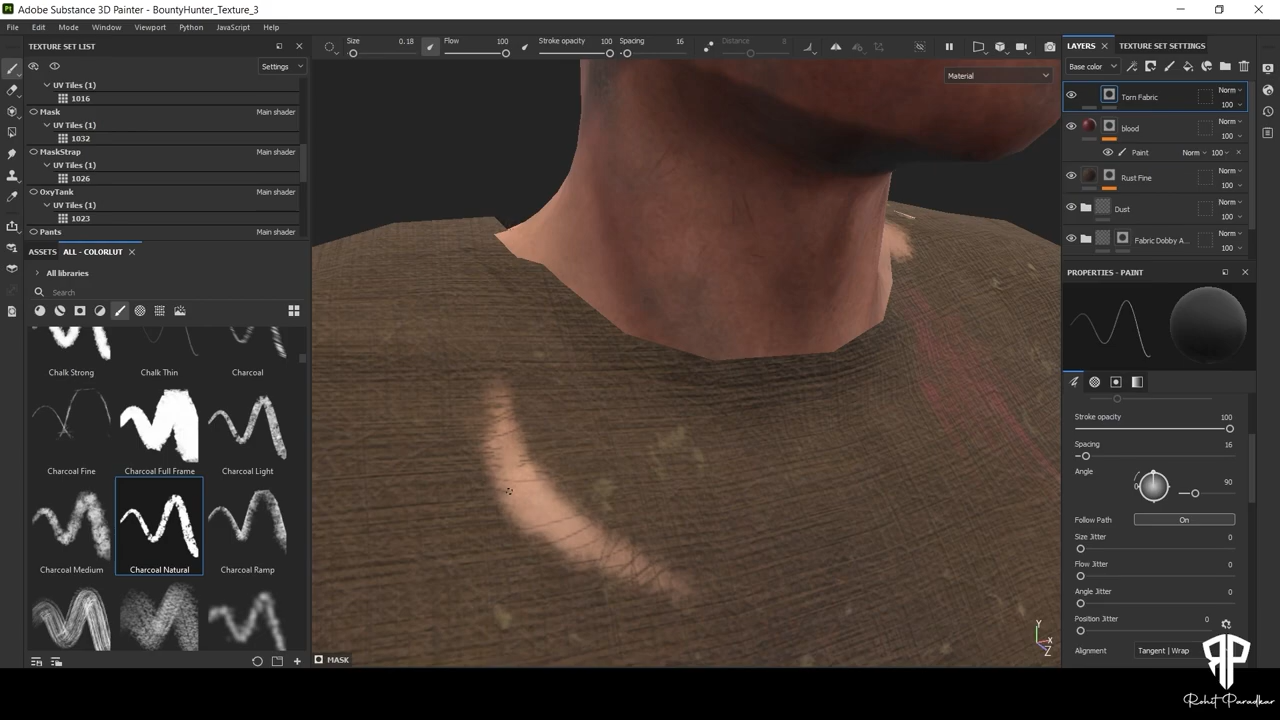 Adobe Substance 3D Painter - BountyHunter_Texture_3
File Edit Mode Window Viewport Python JavaScript Help
TEXTURE SET LIST
Settings
UV Tiles (1)
1016
Mask Main shader
UV Tiles (1)
1032
MaskStrap Main shader
UV Tiles (1)
1026
OxyTank Main shader
UV Tiles (1)
1023
Pants Main shader
ASSETS ALL - COLORLUT
All libraries
Search
Chalk Strong Chalk Thin Charcoal
Charcoal Fine Charcoal Full Frame Charcoal Light
Charcoal Medium Charcoal Natural Charcoal Ramp
Size 0.18 Flow 100 Stroke opacity 100 Spacing 16 Distance 8
Material
MASK
Y
X
Z
LAYERS TEXTURE SET SETTINGS
Base color
Torn Fabric Norm 100
blood Norm 100
Paint Norm 100
Rust Fine Norm 100
Dust Norm 100
Fabric Dobby A... Norm 100
PROPERTIES - PAINT
Stroke opacity 100
Spacing 16
Angle 90
Follow Path On
Size Jitter 0
Flow Jitter 0
Angle Jitter 0
Position Jitter 0
Alignment Tangent | Wrap
Rohit Paradkar